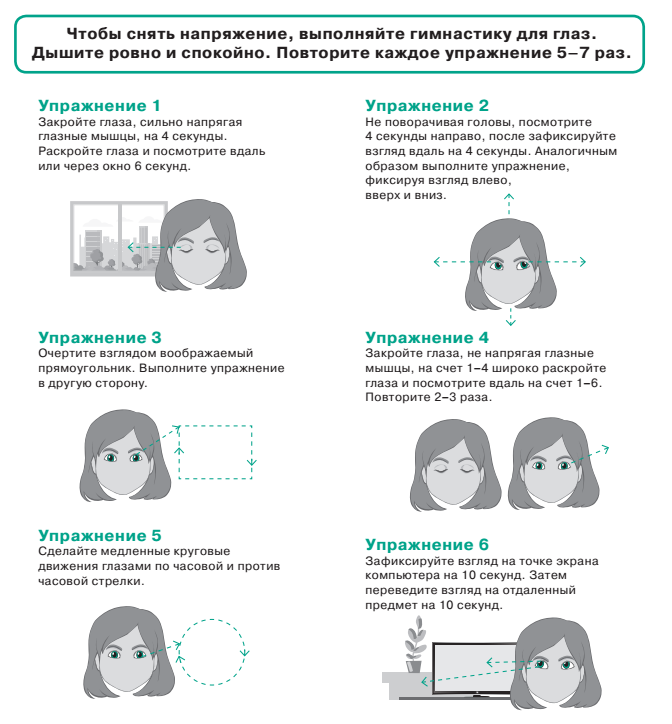 Чтобы снять напряжение, выполняйте гимнастику для глаз.
Дышите ровно и спокойно. Повторите каждое упражнение 5–7 раз.
Упражнение 1
Закройте глаза, сильно напрягая
глазные мышцы, на 4 секунды.
Раскройте глаза и посмотрите вдаль
или через окно 6 секунд.
Упражнение 2
Не поворачивая головы, посмотрите
4 секунды направо, после зафиксируйте
взгляд вдаль на 4 секунды. Аналогичным
образом выполните упражнение,
фиксируя взгляд влево,
вверх и вниз.
Упражнение 3
Очертите взглядом воображаемый
прямоугольник. Выполните упражнение
в другую сторону.
Упражнение 4
Закройте глаза, не напрягая глазные
мышцы, на счет 1–4 широко раскройте
глаза и посмотрите вдаль на счет 1–6.
Повторите 2–3 раза.
Упражнение 5
Сделайте медленные круговые
движения глазами по часовой и против
часовой стрелки.
Упражнение 6
Зафиксируйте взгляд на точке экрана
компьютера на 10 секунд. Затем
переведите взгляд на отдаленный
предмет на 10 секунд.